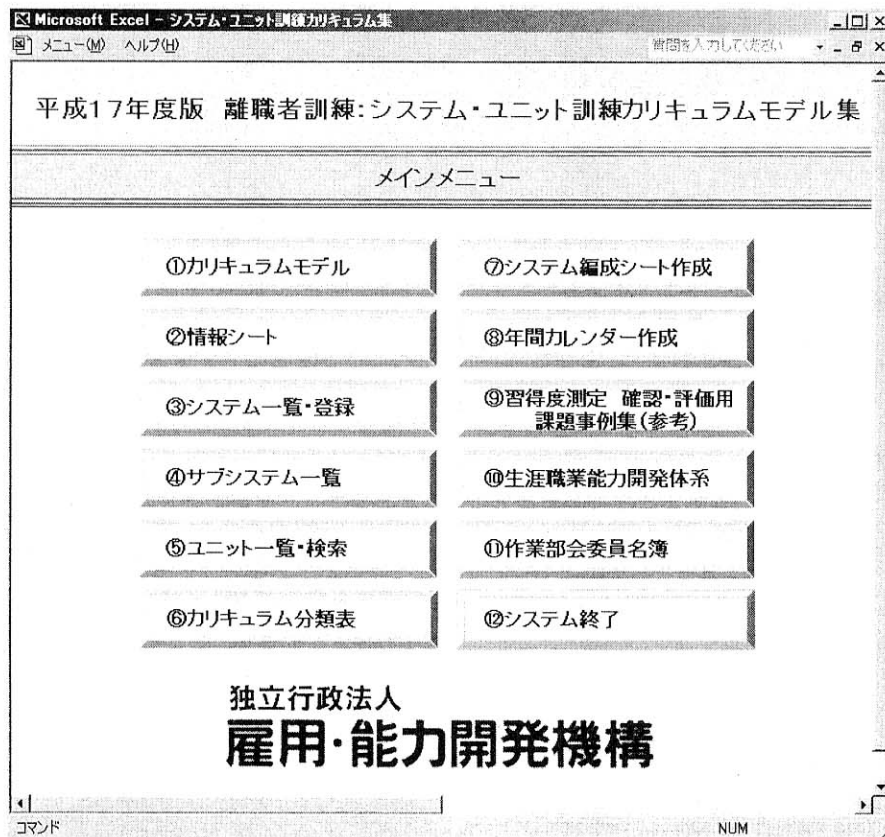 Microsoft Excel - システム・ユニット訓練カリキュラム集
メニュー(M) ヘルプ(H) 質問を入力してください
平成17年度版 離職者訓練:システム・ユニット訓練カリキュラムモデル集
メインメニュー
①カリキュラムモデル
②情報シート
③システム一覧・登録
④サブシステム一覧
⑤ユニット一覧・検索
⑥カリキュラム分類表
⑦システム編成シート作成
⑧年間カレンダー作成
⑨習得度測定 確認・評価用
課題事例集(参考)
⑩生涯職業能力開発体系
⑪作業部会委員名簿
⑫システム終了
独立行政法人
雇用・能力開発機構
コマンド NUM